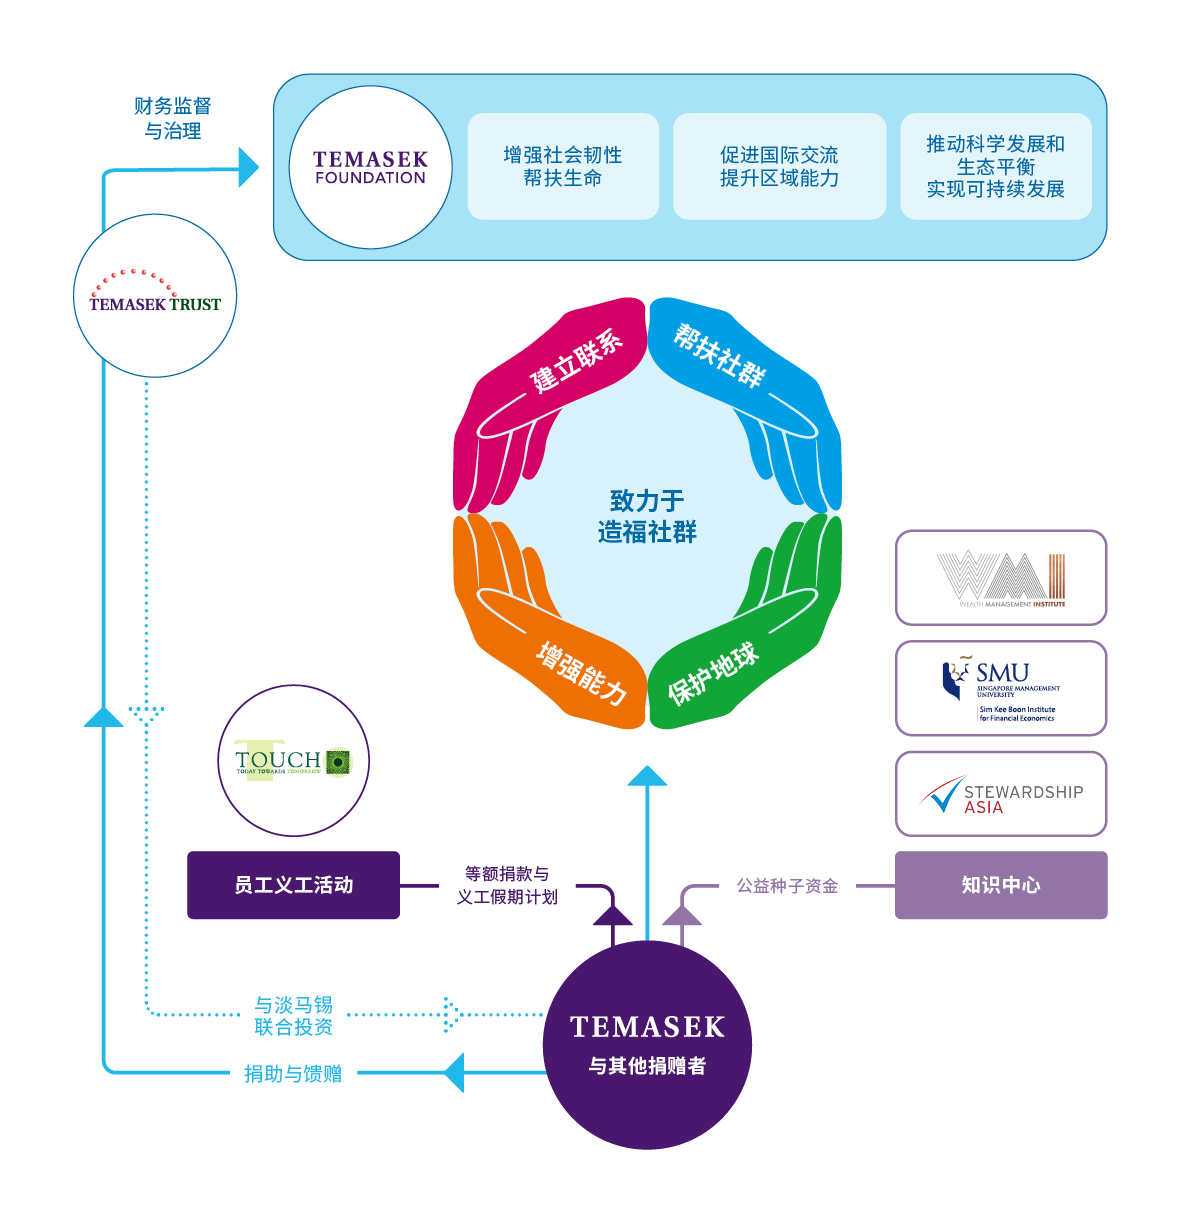 财务监督
与治理
TEMASEK
FOUNDATION
增强社会韧性
帮扶生命
促进国际交流
提升区域能力
推动科学发展和
生态平衡
实现可持续发展
TEMASEK TRUST
建立联系
帮扶社群
致力于
造福社群
增强能力
保护地球
WMI
WEALTH MANAGEMENT INSTITUTE
SMU
SINGAPORE MANAGEMENT
UNIVERSITY
Sim Kee Boon Institute
for Financial Economics
STEWARDSHIP
ASIA
T
TOUCH
TODAY TOWARDS TOMORROW
员工义工活动
等额捐款与
义工假期计划
公益种子资金
知识中心
与淡马锡
联合投资
捐助与馈赠
TEMASEK
与其他捐赠者